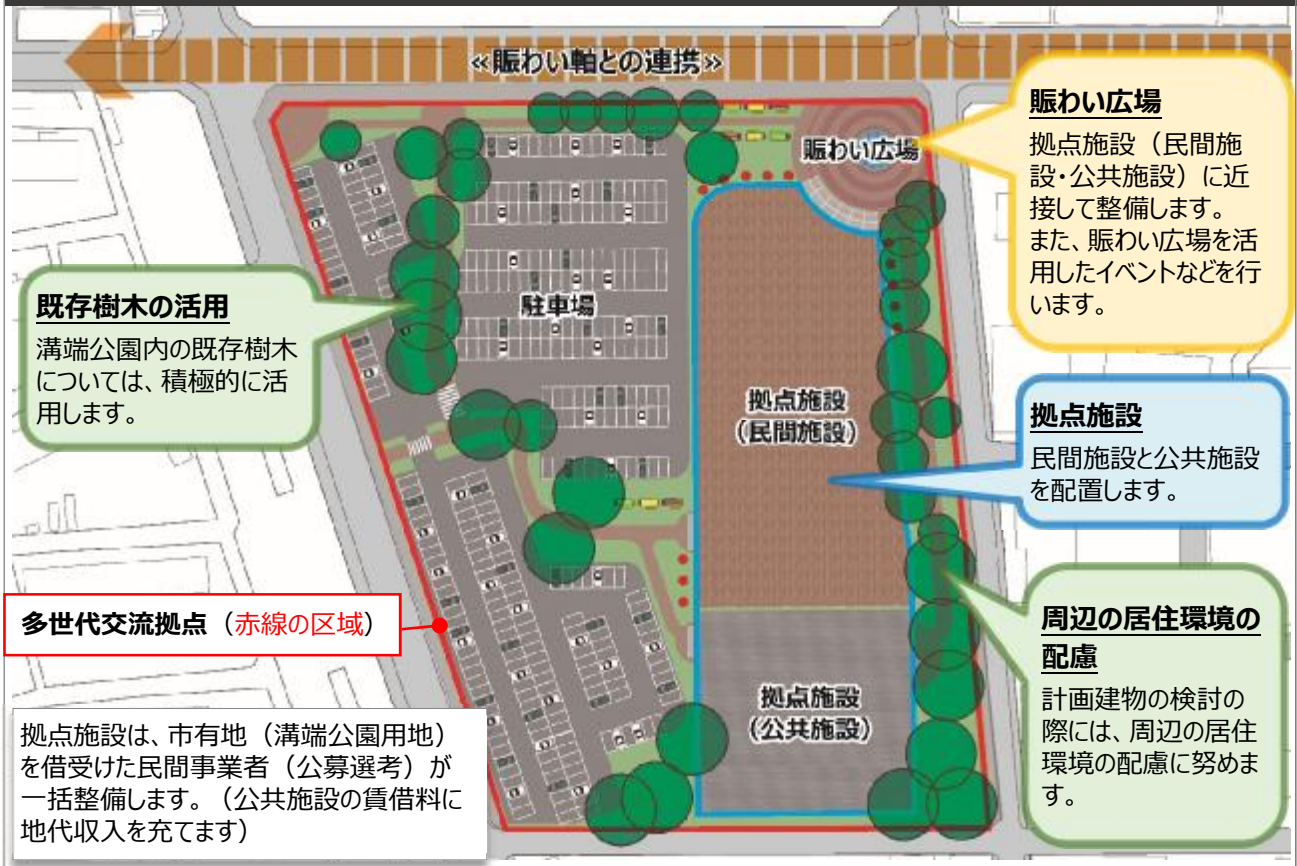 ≪賑わい軸との連携≫
賑わい広場
拠点施設（民間施
設・公共施設）に近
接して整備します。
また、賑わい広場を活
用したイベントなどを行
います。
賑わい広場
既存樹木の活用
溝端公園内の既存樹木
については、積極的に活
用します。
駐車場
拠点施設
（民間施設）
拠点施設
民間施設と公共施設
を配置します。
多世代交流拠点（赤線の区域）
周辺の居住環境の
配慮
計画建物の検討の
際には、周辺の居住
環境の配慮に努めま
す。
拠点施設
（公共施設）
拠点施設は、市有地（溝端公園用地）
を借受けた民間事業者（公募選考）が
一括整備します。（公共施設の賃借料に
地代収入を充てます）